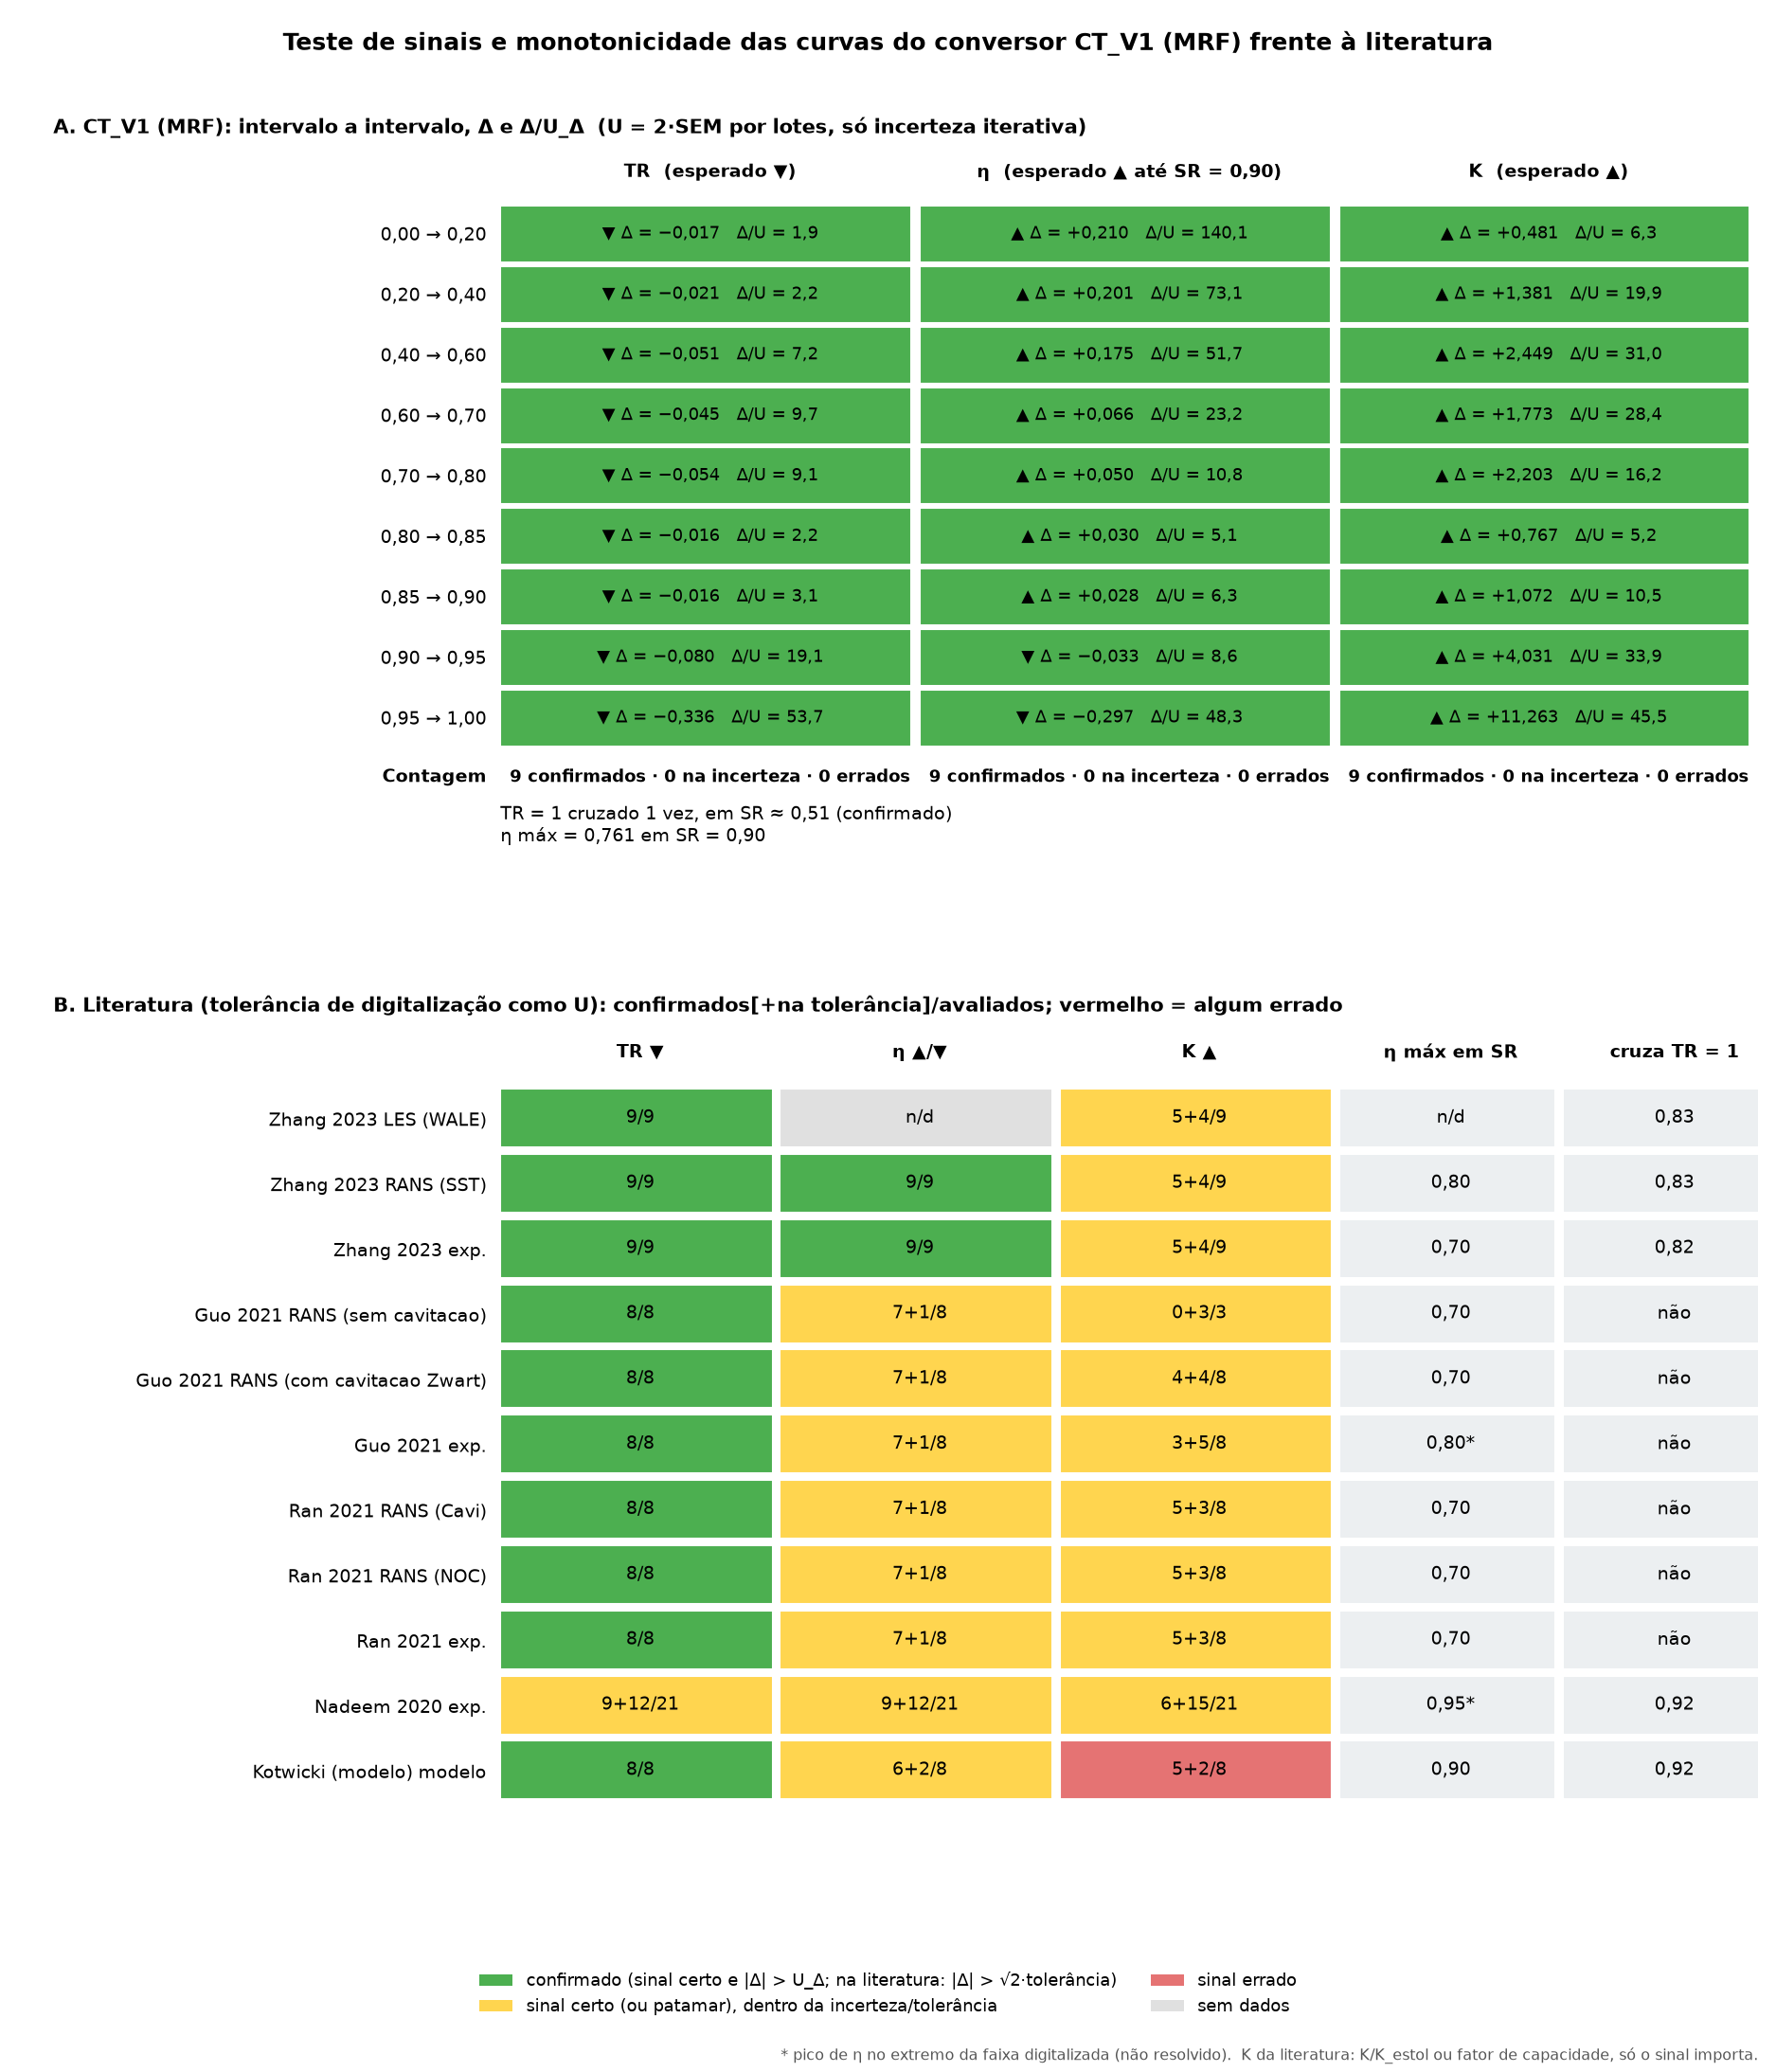 Teste de sinais e monotonicidade das curvas do conversor CT_V1 (MRF) frente à literatura
A. CT_V1 (MRF): intervalo a intervalo, Δ e Δ/U_Δ  (U = 2·SEM por lotes, só incerteza iterativa)
TR  (esperado ▼)   η  (esperado ▲ até SR = 0,90)   K  (esperado ▲)
0,00 → 0,20   ▼ Δ = −0,017   Δ/U = 1,9   ▲ Δ = +0,210   Δ/U = 140,1   ▲ Δ = +0,481   Δ/U = 6,3
0,20 → 0,40   ▼ Δ = −0,021   Δ/U = 2,2   ▲ Δ = +0,201   Δ/U = 73,1   ▲ Δ = +1,381   Δ/U = 19,9
0,40 → 0,60   ▼ Δ = −0,051   Δ/U = 7,2   ▲ Δ = +0,175   Δ/U = 51,7   ▲ Δ = +2,449   Δ/U = 31,0
0,60 → 0,70   ▼ Δ = −0,045   Δ/U = 9,7   ▲ Δ = +0,066   Δ/U = 23,2   ▲ Δ = +1,773   Δ/U = 28,4
0,70 → 0,80   ▼ Δ = −0,054   Δ/U = 9,1   ▲ Δ = +0,050   Δ/U = 10,8   ▲ Δ = +2,203   Δ/U = 16,2
0,80 → 0,85   ▼ Δ = −0,016   Δ/U = 2,2   ▲ Δ = +0,030   Δ/U = 5,1   ▲ Δ = +0,767   Δ/U = 5,2
0,85 → 0,90   ▼ Δ = −0,016   Δ/U = 3,1   ▲ Δ = +0,028   Δ/U = 6,3   ▲ Δ = +1,072   Δ/U = 10,5
0,90 → 0,95   ▼ Δ = −0,080   Δ/U = 19,1   ▼ Δ = −0,033   Δ/U = 8,6   ▲ Δ = +4,031   Δ/U = 33,9
0,95 → 1,00   ▼ Δ = −0,336   Δ/U = 53,7   ▼ Δ = −0,297   Δ/U = 48,3   ▲ Δ = +11,263   Δ/U = 45,5
Contagem   9 confirmados · 0 na incerteza · 0 errados   9 confirmados · 0 na incerteza · 0 errados   9 confirmados · 0 na incerteza · 0 errados
TR = 1 cruzado 1 vez, em SR ≈ 0,51 (confirmado)
η máx = 0,761 em SR = 0,90
B. Literatura (tolerância de digitalização como U): confirmados[+na tolerância]/avaliados; vermelho = algum errado
TR ▼   η ▲/▼   K ▲   η máx em SR   cruza TR = 1
Zhang 2023 LES (WALE)   9/9   n/d   5+4/9   n/d   0,83
Zhang 2023 RANS (SST)   9/9   9/9   5+4/9   0,80   0,83
Zhang 2023 exp.   9/9   9/9   5+4/9   0,70   0,82
Guo 2021 RANS (sem cavitacao)   8/8   7+1/8   0+3/3   0,70   não
Guo 2021 RANS (com cavitacao Zwart)   8/8   7+1/8   4+4/8   0,70   não
Guo 2021 exp.   8/8   7+1/8   3+5/8   0,80*   não
Ran 2021 RANS (Cavi)   8/8   7+1/8   5+3/8   0,70   não
Ran 2021 RANS (NOC)   8/8   7+1/8   5+3/8   0,70   não
Ran 2021 exp.   8/8   7+1/8   5+3/8   0,70   não
Nadeem 2020 exp.   9+12/21   9+12/21   6+15/21   0,95*   0,92
Kotwicki (modelo) modelo   8/8   6+2/8   5+2/8   0,90   0,92
confirmado (sinal certo e |Δ| > U_Δ; na literatura: |Δ| > √2·tolerância)   sinal errado
sinal certo (ou patamar), dentro da incerteza/tolerância   sem dados
* pico de η no extremo da faixa digitalizada (não resolvido).  K da literatura: K/K_estol ou fator de capacidade, só o sinal importa.